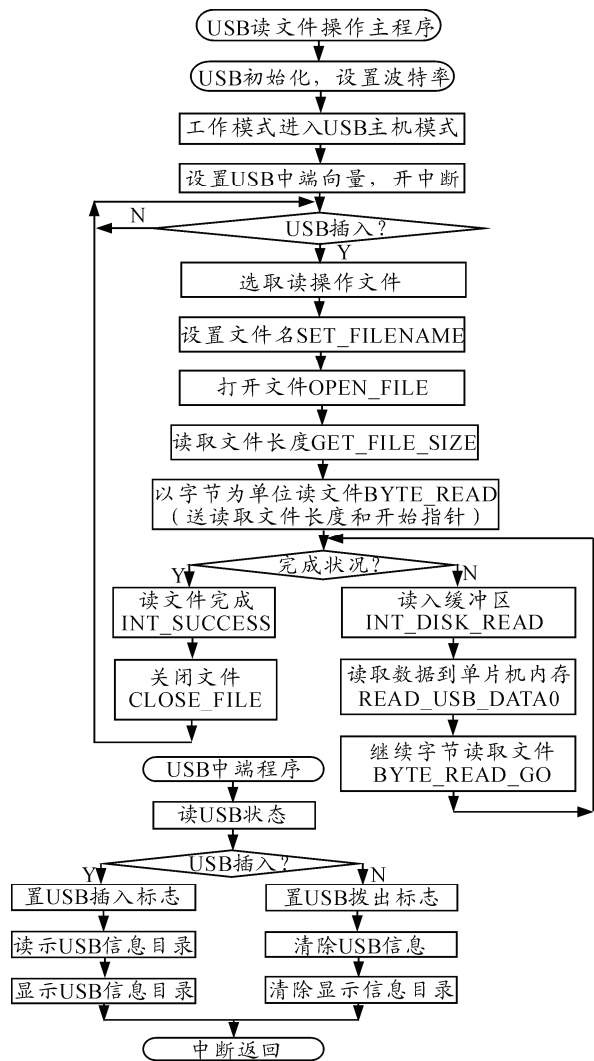 USB读文件操作主程序
USB初始化，设置波特率
工作模式进入USB主机模式
设置USB中端向量，开中断
N
USB插入？
Y
选取读操作文件
设置文件名SET_FILENAME
打开文件OPEN_FILE
读取文件长度GET_FILE_SIZE
以字节为单位读文件BYTE_READ
（送读取文件长度和开始指针）
完成状况？
Y
N
读文件完成
INT_SUCCESS
读入缓冲区
INT_DISK_READ
关闭文件
CLOSE_FILE
读取数据到单片机内存
READ_USB_DATA0
继续字节读取文件
BYTE_READ_GO
USB中端程序
读USB状态
USB插入？
Y
N
置USB插入标志
置USB拨出标志
读示USB信息目录
清除USB信息
显示USB信息目录
清除显示信息目录
中断返回